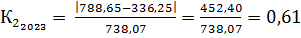 К₂₂₀₂₃ = |788,65−336,25| / 738,07 = 452,40 / 738,07 = 0,61